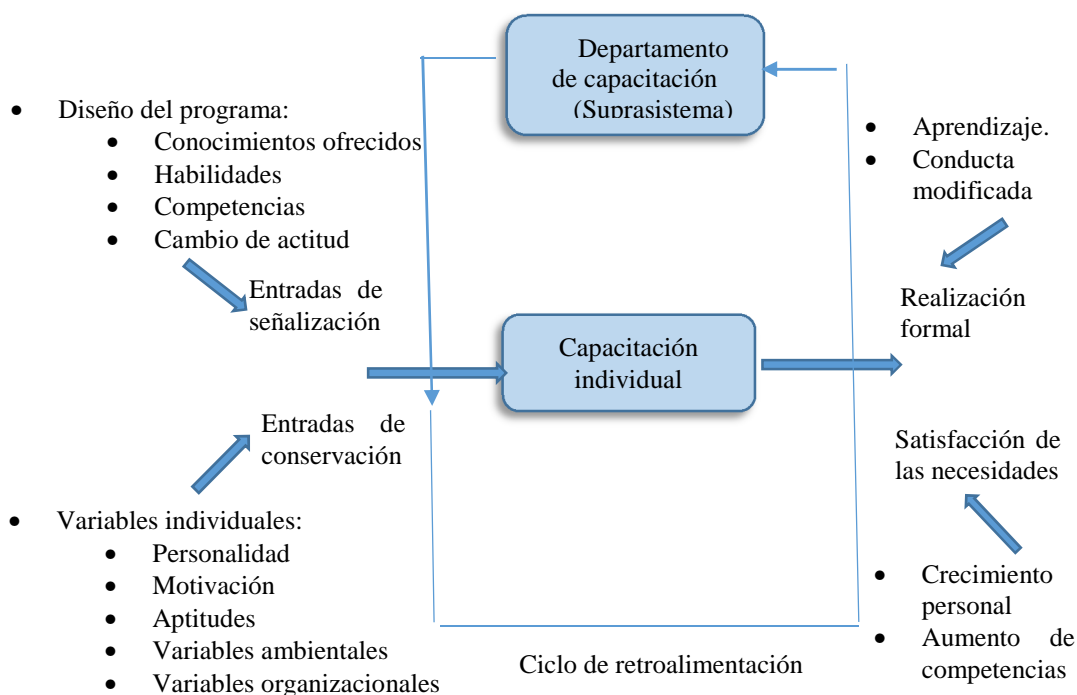 Departamento
de capacitación
(Suprasistema)
• Diseño del programa:
• Conocimientos ofrecidos
• Habilidades
• Competencias
• Cambio de actitud
Entradas de
señalización
Entradas de
conservación
• Variables individuales:
• Personalidad
• Motivación
• Aptitudes
• Variables ambientales
• Variables organizacionales
Capacitación
individual
Ciclo de retroalimentación
• Aprendizaje.
• Conducta
modificada
Realización
formal
Satisfacción de
las necesidades
• Crecimiento
personal
• Aumento de
competencias